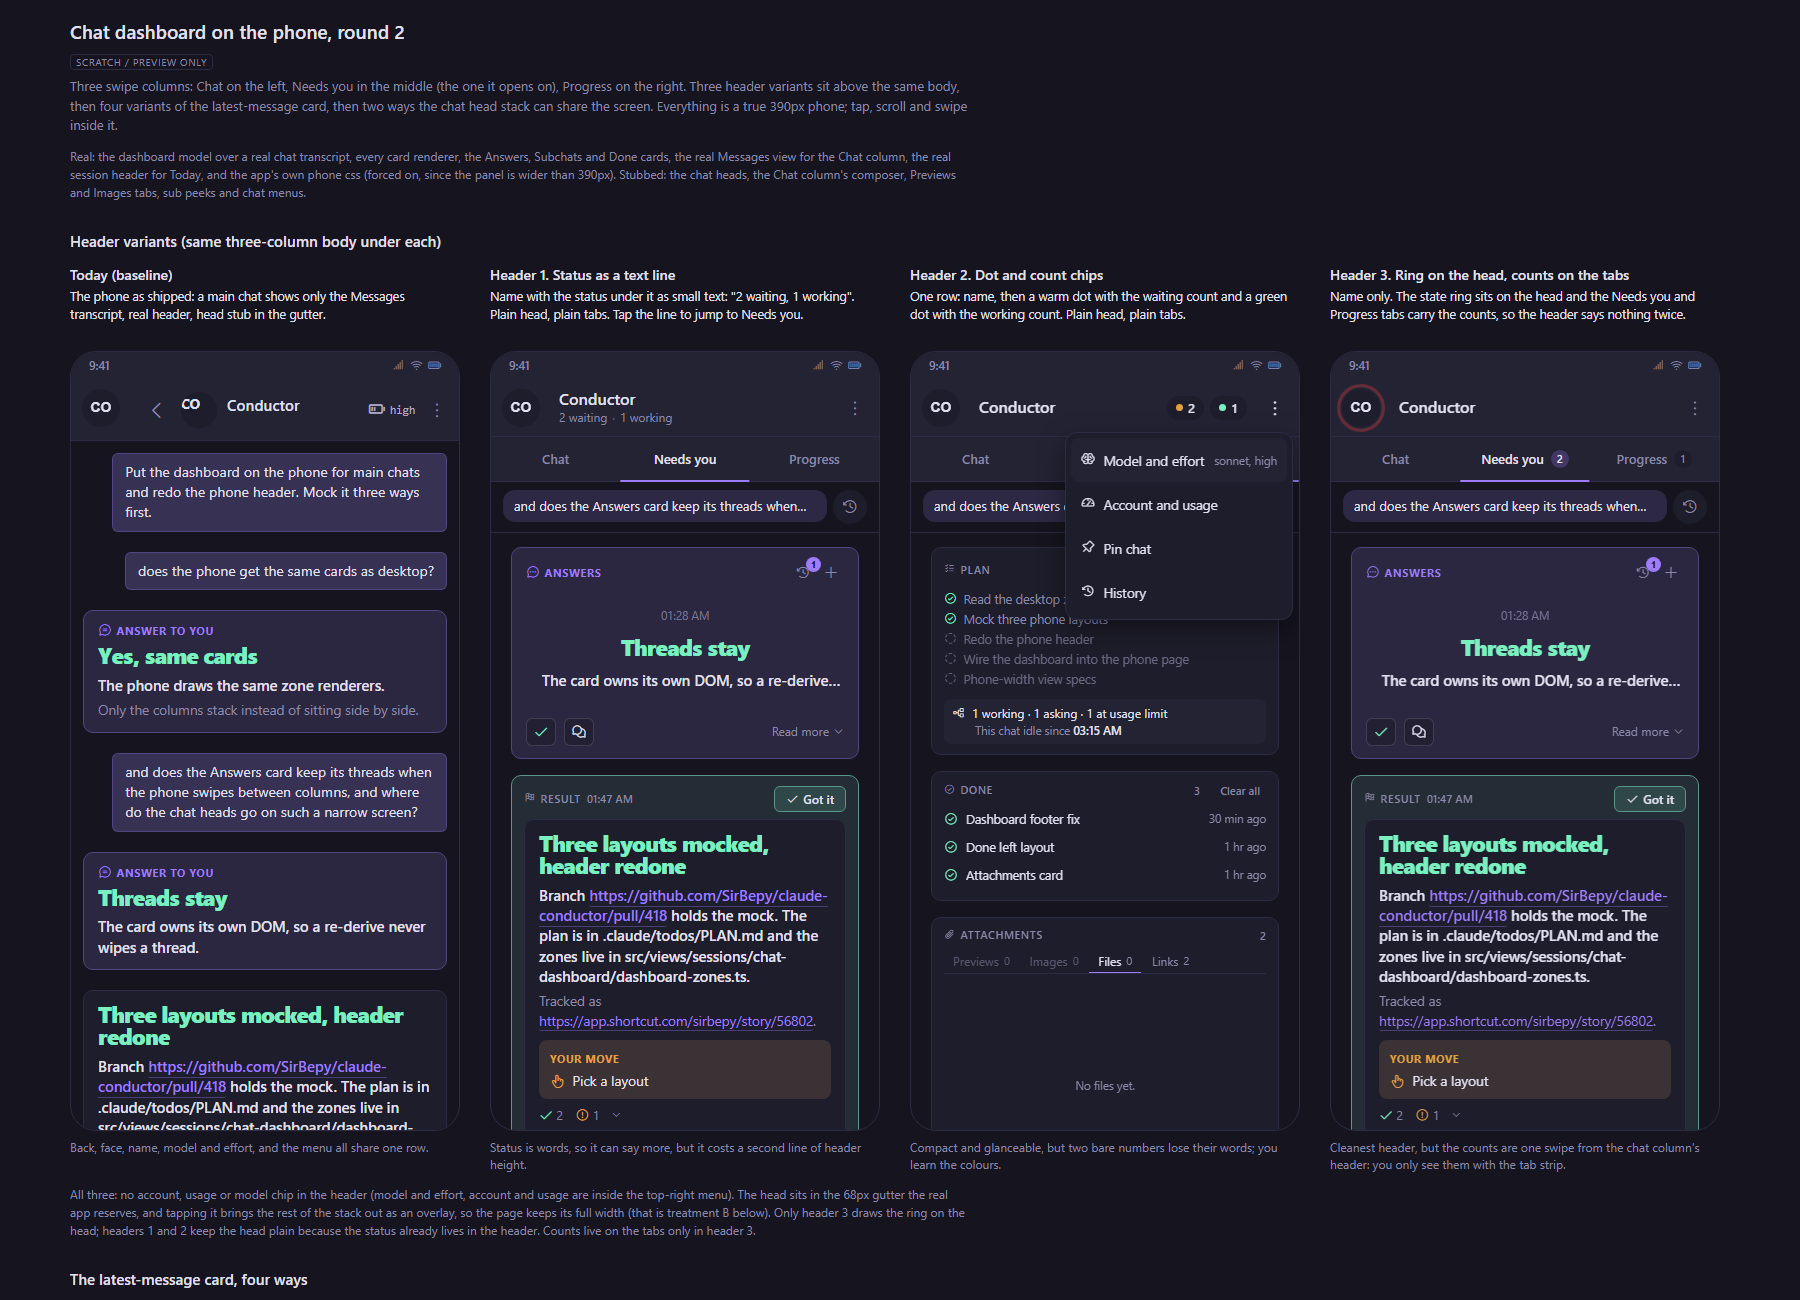 Chat dashboard on the phone, round 2
SCRATCH / PREVIEW ONLY
Three swipe columns: Chat on the left, Needs you in the middle (the one it opens on), Progress on the right. Three header variants sit above the same body,
then four variants of the latest-message card, then two ways the chat head stack can share the screen. Everything is a true 390px phone; tap, scroll and swipe
inside it.
Real: the dashboard model over a real chat transcript, every card renderer, the Answers, Subchats and Done cards, the real Messages view for the Chat column, the real
session header for Today, and the app's own phone css (forced on, since the panel is wider than 390px). Stubbed: the chat heads, the Chat column's composer, Previews
and Images tabs, sub peeks and chat menus.
Header variants (same three-column body under each)
Today (baseline)
The phone as shipped: a main chat shows only the Messages
transcript, real header, head stub in the gutter.
9:41
CO
CO
Conductor
high
Put the dashboard on the phone for main chats
and redo the phone header. Mock it three ways
first.
does the phone get the same cards as desktop?
ANSWER TO YOU
Yes, same cards
The phone draws the same zone renderers.
Only the columns stack instead of sitting side by side.
and does the Answers card keep its threads when
the phone swipes between columns, and where
do the chat heads go on such a narrow screen?
ANSWER TO YOU
Threads stay
The card owns its own DOM, so a re-derive never
wipes a thread.
Three layouts mocked, header
redone
Branch https://github.com/SirBepy/claude-
conductor/pull/418 holds the mock. The plan is in
.claude/todos/PLAN.md and the zones live in
src/views/sessions/chat-dashboard/dashboard-
Back, face, name, model and effort, and the menu all share one row.
Header 1. Status as a text line
Name with the status under it as small text: "2 waiting, 1 working".
Plain head, plain tabs. Tap the line to jump to Needs you.
9:41
CO
Conductor
2 waiting · 1 working
Chat
Needs you
Progress
and does the Answers card keep its threads when...
ANSWERS
1
01:28 AM
Threads stay
The card owns its own DOM, so a re-derive...
Read more
RESULT 01:47 AM
Got it
Three layouts mocked,
header redone
Branch https://github.com/SirBepy/claude-
conductor/pull/418 holds the mock. The
plan is in .claude/todos/PLAN.md and the
zones live in src/views/sessions/chat-
dashboard/dashboard-zones.ts.
Tracked as
https://app.shortcut.com/sirbepy/story/56802.
YOUR MOVE
Pick a layout
2
1
Status is words, so it can say more, but it costs a second line of header
height.
Header 2. Dot and count chips
One row: name, then a warm dot with the waiting count and a green
dot with the working count. Plain head, plain tabs.
9:41
CO
Conductor
2
1
Chat
Model and effort sonnet, high
Account and usage
Pin chat
History
and does the Answers
PLAN
Read the desktop
Mock three phone layouts
Redo the phone header
Wire the dashboard into the phone page
Phone-width view specs
1 working · 1 asking · 1 at usage limit
This chat idle since 03:15 AM
DONE
3
Clear all
Dashboard footer fix
30 min ago
Done left layout
1 hr ago
Attachments card
1 hr ago
ATTACHMENTS
2
Previews 0
Images 0
Files 0
Links 2
No files yet.
Compact and glanceable, but two bare numbers lose their words; you
learn the colours.
Header 3. Ring on the head, counts on the tabs
Name only. The state ring sits on the head and the Needs you and
Progress tabs carry the counts, so the header says nothing twice.
9:41
CO
Conductor
Chat
Needs you 2
Progress 1
and does the Answers card keep its threads when...
ANSWERS
1
01:28 AM
Threads stay
The card owns its own DOM, so a re-derive...
Read more
RESULT 01:47 AM
Got it
Three layouts mocked,
header redone
Branch https://github.com/SirBepy/claude-
conductor/pull/418 holds the mock. The
plan is in .claude/todos/PLAN.md and the
zones live in src/views/sessions/chat-
dashboard/dashboard-zones.ts.
Tracked as
https://app.shortcut.com/sirbepy/story/56802.
YOUR MOVE
Pick a layout
2
1
Cleanest header, but the counts are one swipe from the chat column's
header: you only see them with the tab strip.
All three: no account, usage or model chip in the header (model and effort, account and usage are inside the top-right menu). The head sits in the 68px gutter the real
app reserves, and tapping it brings the rest of the stack out as an overlay, so the page keeps its full width (that is treatment B below). Only header 3 draws the ring on the
head; headers 1 and 2 keep the head plain because the status already lives in the header. Counts live on the tabs only in header 3.
The latest-message card, four ways